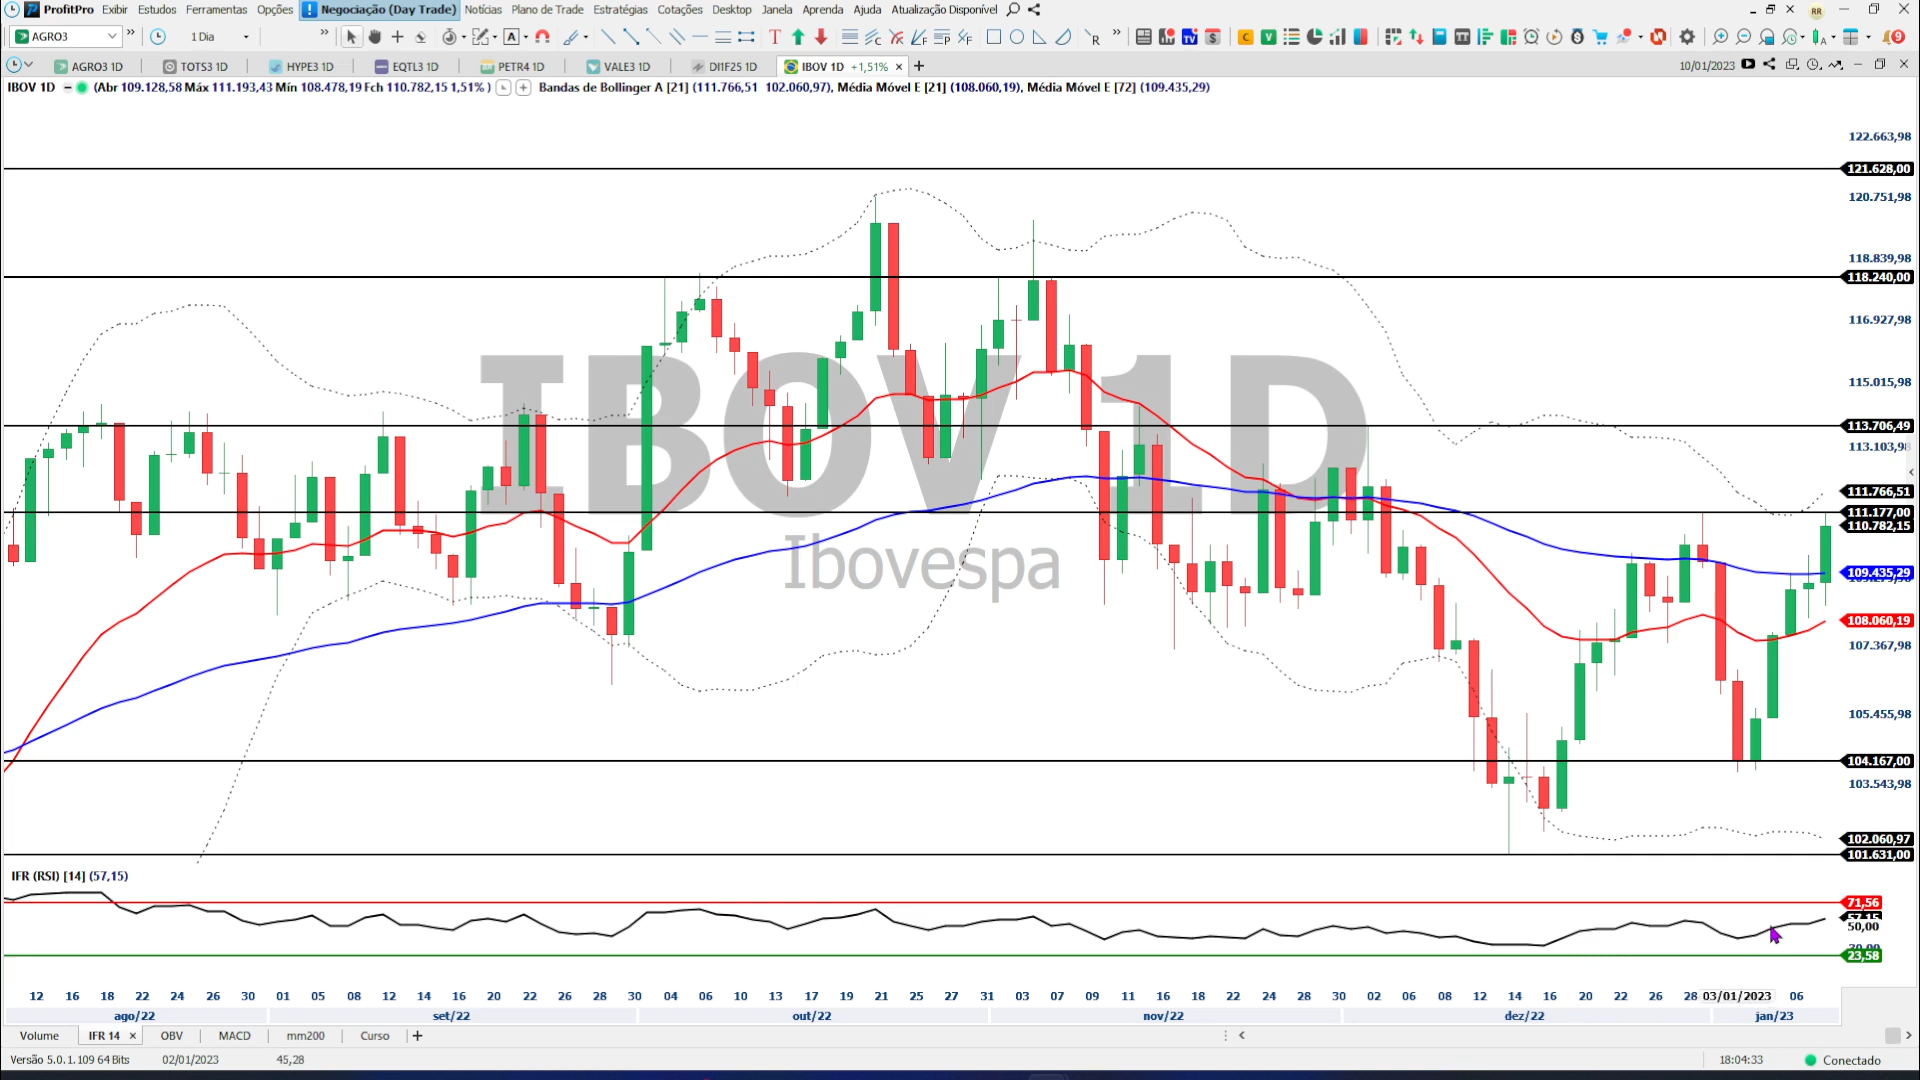 ProfitPro Exibir Estudos Ferramentas Opções ! Negociação (Day Trade) Notícias Plano de Trade Estratégias Cotações Desktop Janela Aprenda Ajuda Atualização Disponível RR
AGRO3 1 Dia
AGRO3 1D TOTS3 1D HYPE3 1D EQTL3 1D PETR4 1D VALE3 1D DI1F25 1D IBOV 1D +1,51% × + 10/01/2023
IBOV 1D (Abr 109.128,58 Máx 111.193,43 Mín 108.478,19 Fch 110.782,15 1,51% ) Bandas de Bollinger A [21] (111.766,51 102.060,97), Média Móvel E [21] (108.060,19), Média Móvel E [72] (109.435,29)
122.663,98
121.628,00
120.751,98
118.839,98
118.240,00
116.927,98
115.015,98
113.706,49
113.103,98
111.766,51
111.177,00
110.782,15
109.435,29
108.060,19
107.367,98
105.455,98
104.167,00
103.543,98
102.060,97
101.631,00
IBOV 1D
Ibovespa
IFR (RSI) [14] (57,15)
71,56
57,15
50,00
23,58
12 16 18 22 24 26 30 01 05 08 12 14 16 20 22 26 28 30 04 06 10 13 17 19 21 25 27 31 03 07 09 11 16 18 22 24 28 30 02 06 08 12 14 16 20 22 26 28 03/01/2023 06
ago/22 set/22 out/22 nov/22 dez/22 jan/23
Volume IFR 14 × OBV MACD mm200 Curso +
Versão 5.0.1.109 64 Bits 02/01/2023 45,28 18:04:33 Conectado